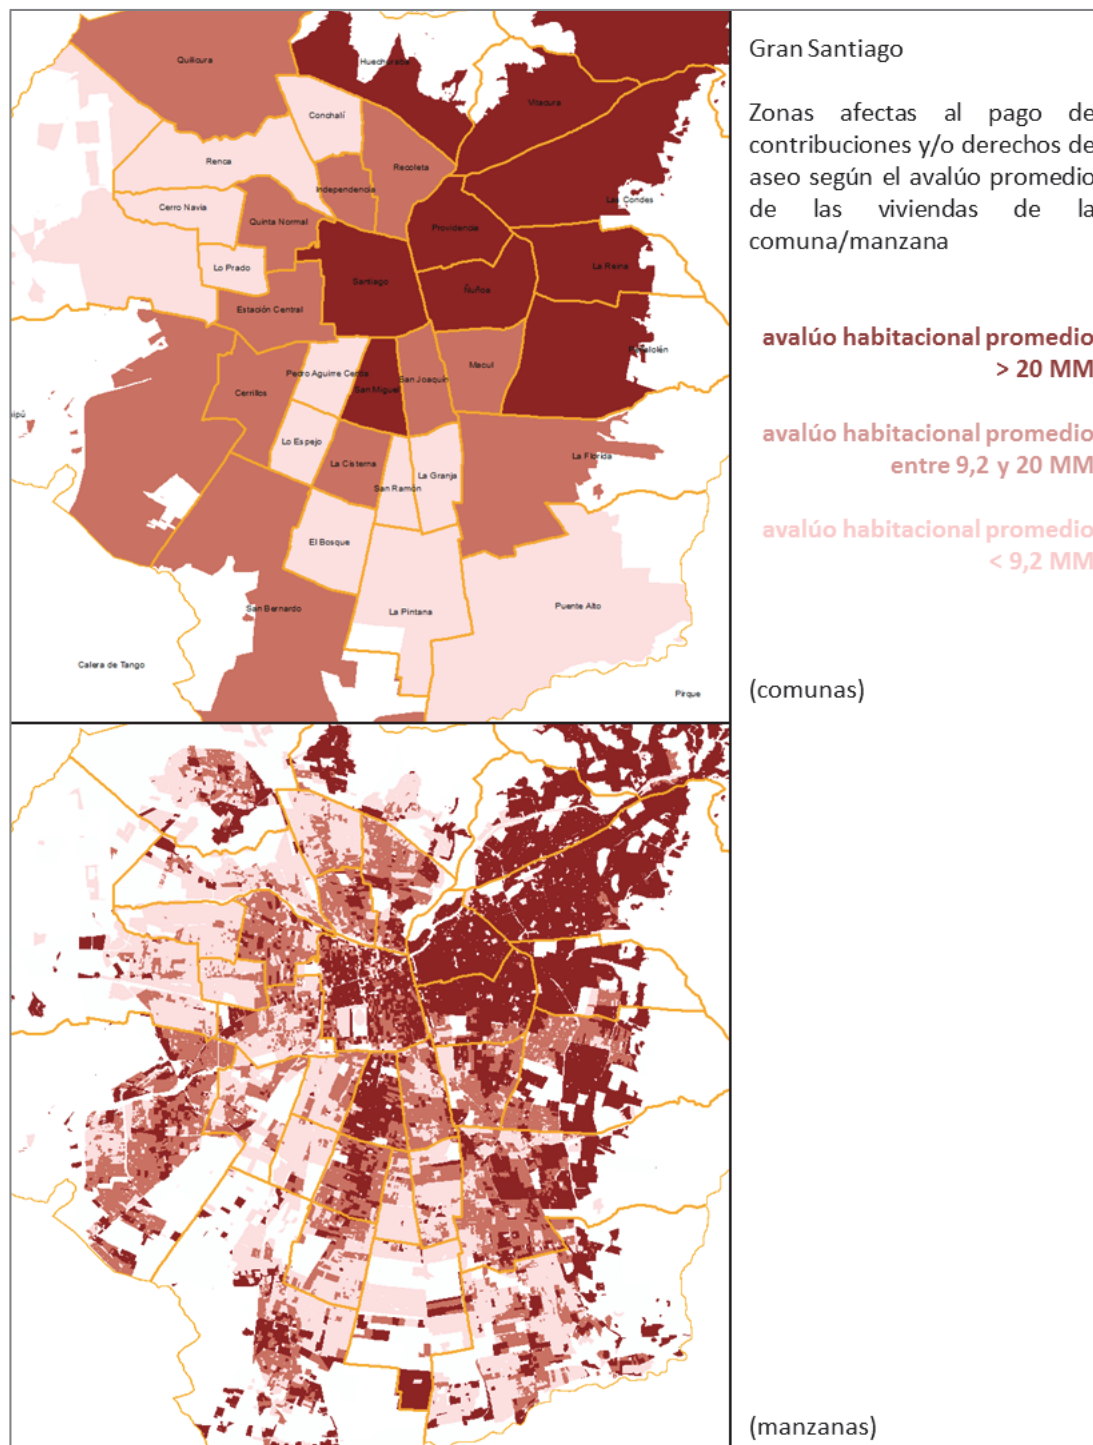 Quilicura
Huechuraba
Vitacura
Conchalí
Renca
Recoleta
Independencia
Las Condes
Cerro Navia
Quinta Normal
Providencia
Lo Prado
La Reina
Santiago
Ñuñoa
Estación Central
Peñalolén
Macul
Pedro Aguirre Cerda
San Joaquín
San Miguel
Cerrillos
ipú
Lo Espejo
La Cisterna
La Florida
La Granja
San Ramón
El Bosque
San Bernardo
La Pintana
Puente Alto
Calera de Tango
Pirque
Gran Santiago
Zonas afectas al pago de
contribuciones y/o derechos de
aseo según el avalúo promedio
de las viviendas de la
comuna/manzana
avalúo habitacional promedio
> 20 MM
avalúo habitacional promedio
entre 9,2 y 20 MM
avalúo habitacional promedio
< 9,2 MM
(comunas)
(manzanas)